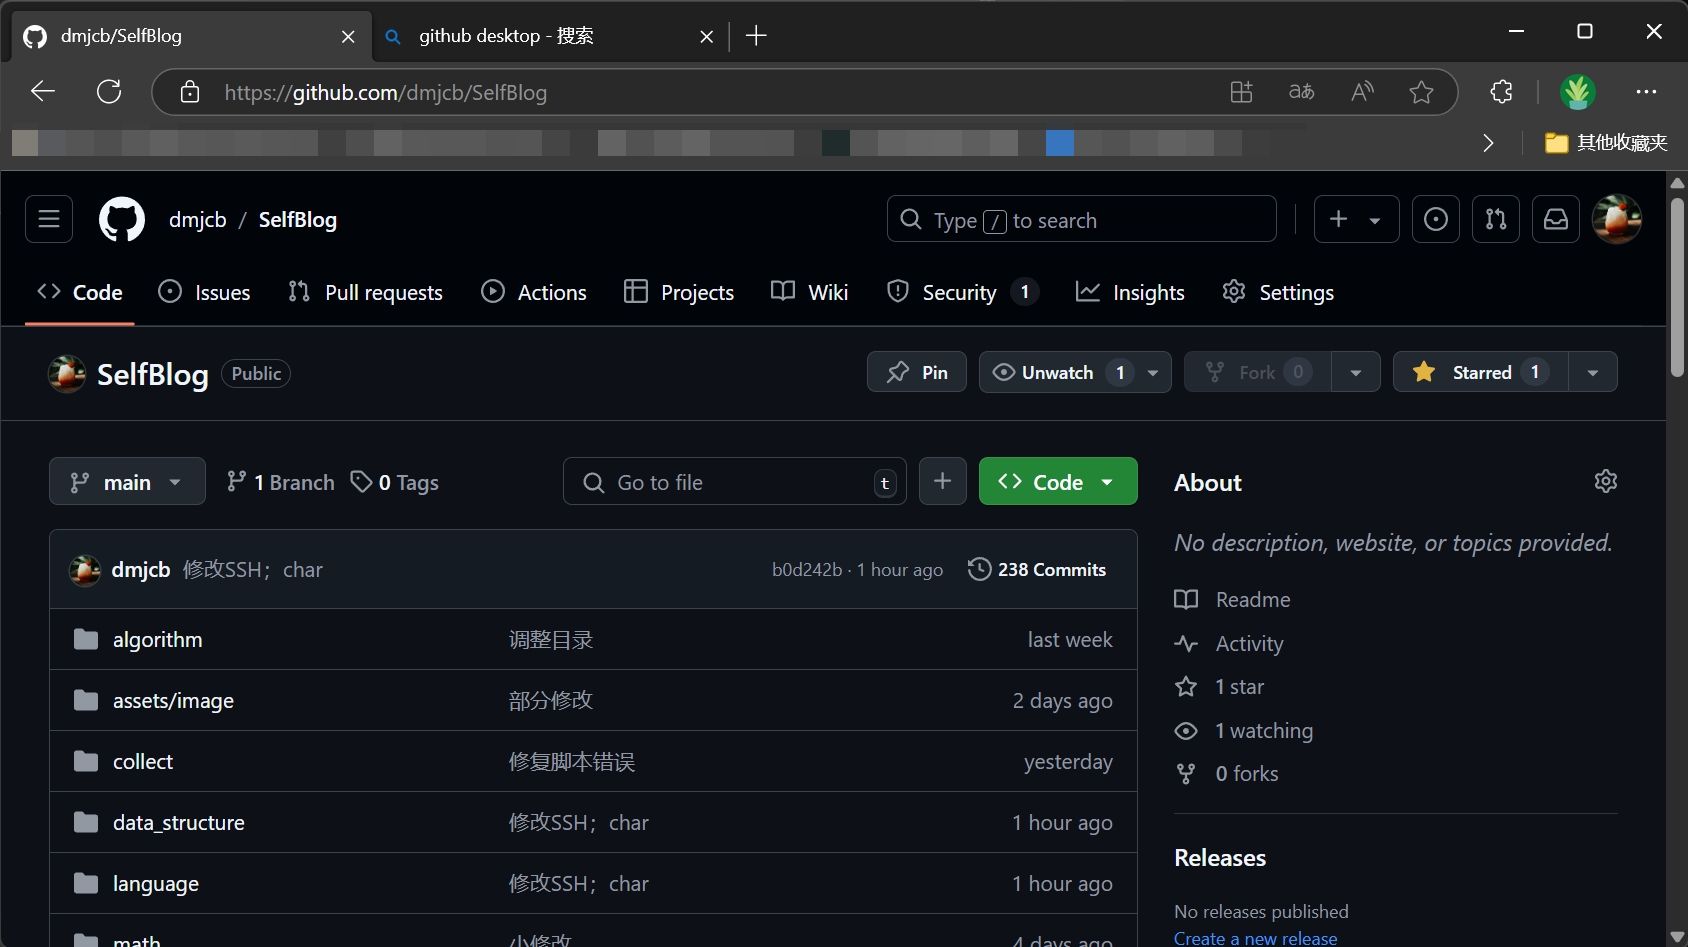 dmjcb/SelfBlog
github desktop - 搜索
https://github.com/dmjcb/SelfBlog
aあ
A
其他收藏夹
dmjcb / SelfBlog
Type / to search
Code
Issues
Pull requests
Actions
Projects
Wiki
Security 1
Insights
Settings
SelfBlog Public
Pin
Unwatch 1
Fork 0
Starred 1
main
1 Branch
0 Tags
Go to file t
Code
dmjcb 修改SSH；char
b0d242b · 1 hour ago
238 Commits
algorithm 调整目录 last week
assets/image 部分修改 2 days ago
collect 修复脚本错误 yesterday
data_structure 修改SSH；char 1 hour ago
language 修改SSH；char 1 hour ago
math 小修改 4 days ago
About
No description, website, or topics provided.
Readme
Activity
1 star
1 watching
0 forks
Releases
No releases published
Create a new release